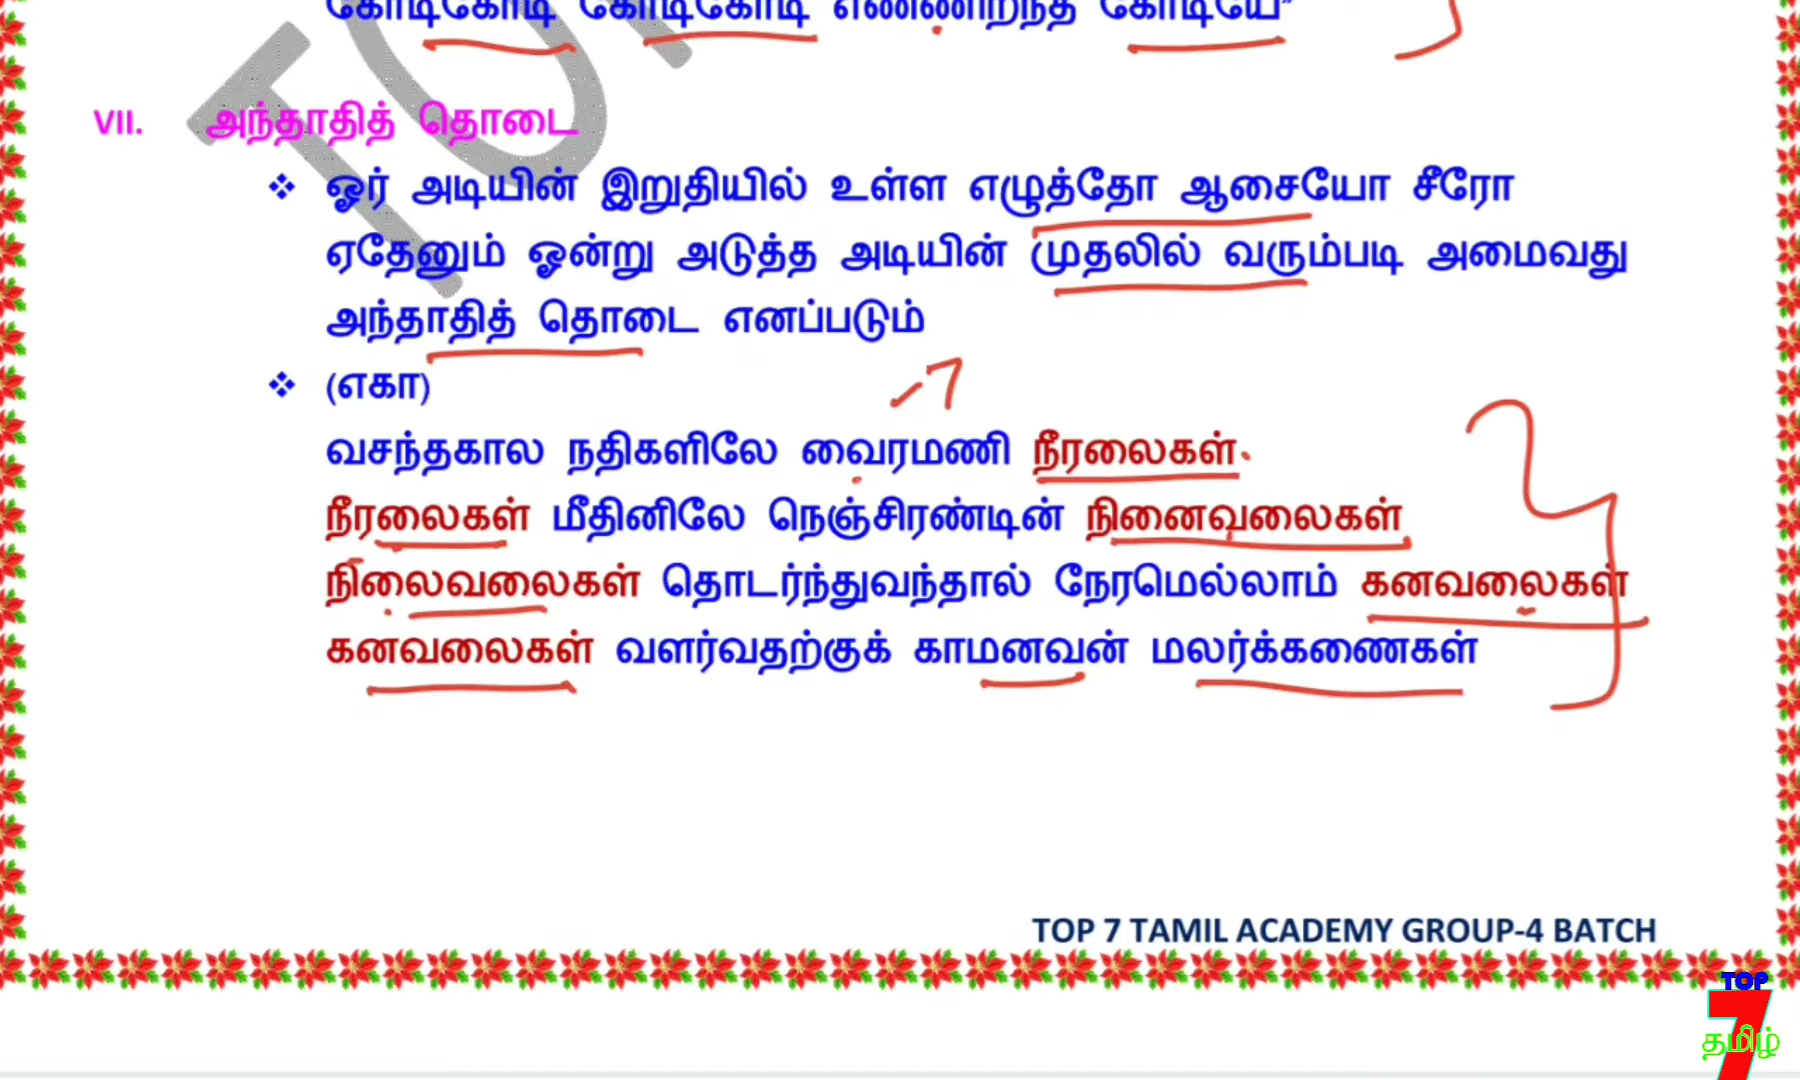 கோடிகோடி கோடிகோடி எண்ணிறந்த கோடியே"
VII. அந்தாதித் தொடை
❖ ஓர் அடியின் இறுதியில் உள்ள எழுத்தோ ஆசையோ சீரோ
ஏதேனும் ஒன்று அடுத்த அடியின் முதலில் வரும்படி அமைவது
அந்தாதித் தொடை எனப்படும்
❖ (எகா)
வசந்தகால நதிகளிலே வைரமணி நீரலைகள்
நீரலைகள் மீதினிலே நெஞ்சிரண்டின் நினைவலைகள்
நிலைவலைகள் தொடர்ந்துவந்தால் நேரமெல்லாம் கனவலைகள்
கனவலைகள் வளர்வதற்குக் காமனவன் மலர்க்கணைகள்
TOP 7 TAMIL ACADEMY GROUP-4 BATCH
TOP
7
தமிழ்